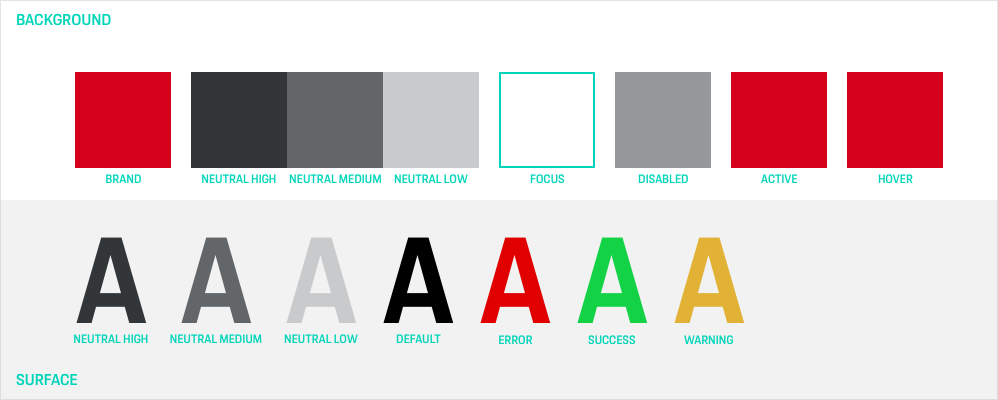 BACKGROUND
BRAND NEUTRAL HIGH NEUTRAL MEDIUM NEUTRAL LOW FOCUS DISABLED ACTIVE HOVER
A A A A A A A
NEUTRAL HIGH NEUTRAL MEDIUM NEUTRAL LOW DEFAULT ERROR SUCCESS WARNING
SURFACE